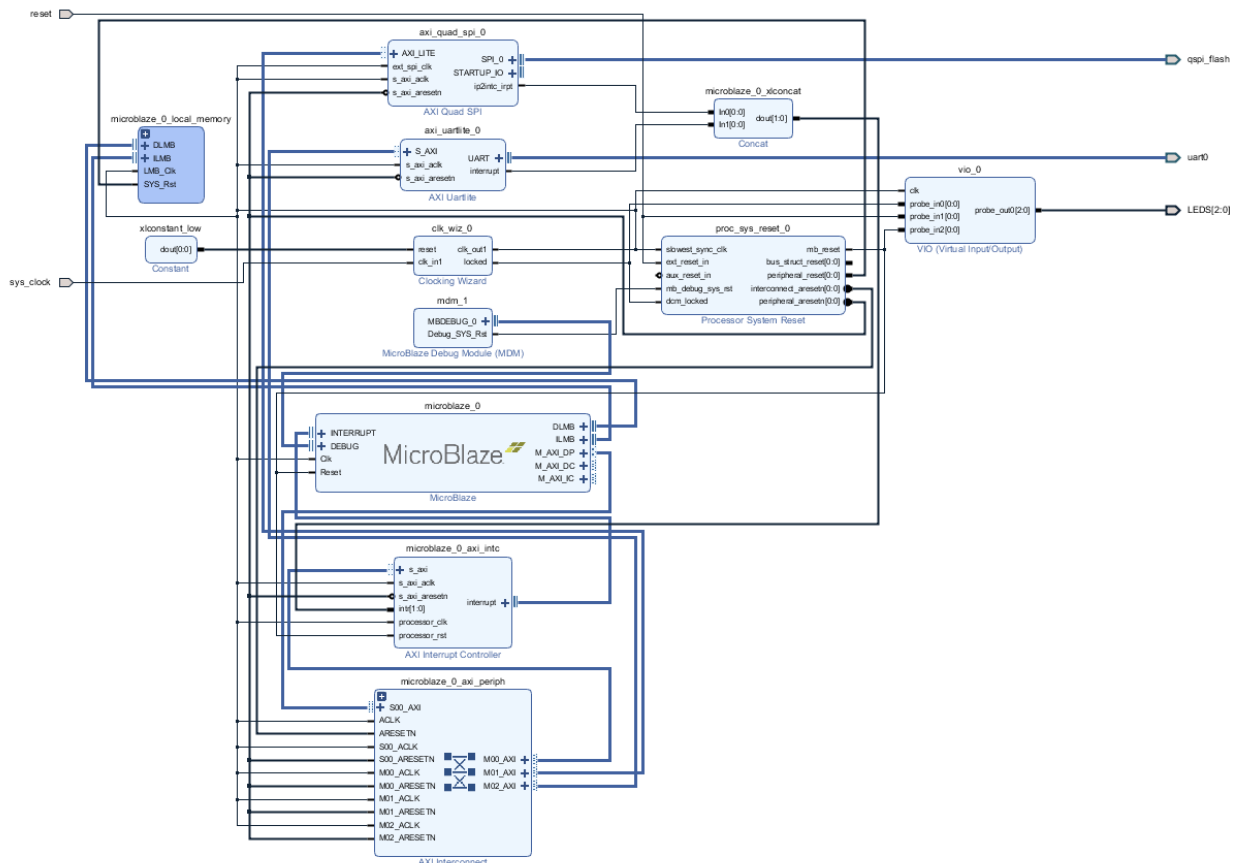 reset
axi_quad_spi_0
AXI_LITE
ext_spi_clk
s_axi_aclk
s_axi_aresetn
SPI_0
STARTUP_IO
ip2intc_irpt
AXI Quad SPI
qspi_flash
microblaze_0_xlconcat
In0[0:0]
In1[0:0]
dout[1:0]
Concat
microblaze_0_local_memory
DLMB
ILMB
LMB_Clk
SYS_Rst
axi_uartlite_0
S_AXI
s_axi_aclk
s_axi_aresetn
UART
interrupt
AXI Uartlite
uart0
vio_0
clk
probe_in0[0:0]
probe_in1[0:0]
probe_in2[0:0]
probe_out0[2:0]
VIO (Virtual Input/Output)
LEDS[2:0]
xlconstant_low
dout[0:0]
Constant
clk_wiz_0
reset
clk_in1
clk_out1
locked
Clocking Wizard
proc_sys_reset_0
slowest_sync_clk
ext_reset_in
aux_reset_in
mb_debug_sys_rst
dcm_locked
mb_reset
bus_struct_reset[0:0]
peripheral_reset[0:0]
interconnect_aresetn[0:0]
peripheral_aresetn[0:0]
Processor System Reset
sys_clock
mdm_1
MBDEBUG_0
Debug_SYS_Rst
MicroBlaze Debug Module (MDM)
microblaze_0
INTERRUPT
DEBUG
Clk
Reset
MicroBlaze
DLMB
ILMB
M_AXI_DP
M_AXI_DC
M_AXI_IC
MicroBlaze
microblaze_0_axi_intc
s_axi
s_axi_aclk
s_axi_aresetn
intr[1:0]
processor_clk
processor_rst
interrupt
AXI Interrupt Controller
microblaze_0_axi_periph
S00_AXI
ACLK
ARESETN
S00_ACLK
S00_ARESETN
M00_ACLK
M00_ARESETN
M01_ACLK
M01_ARESETN
M02_ACLK
M02_ARESETN
M00_AXI
M01_AXI
M02_AXI
AXI Interconnect